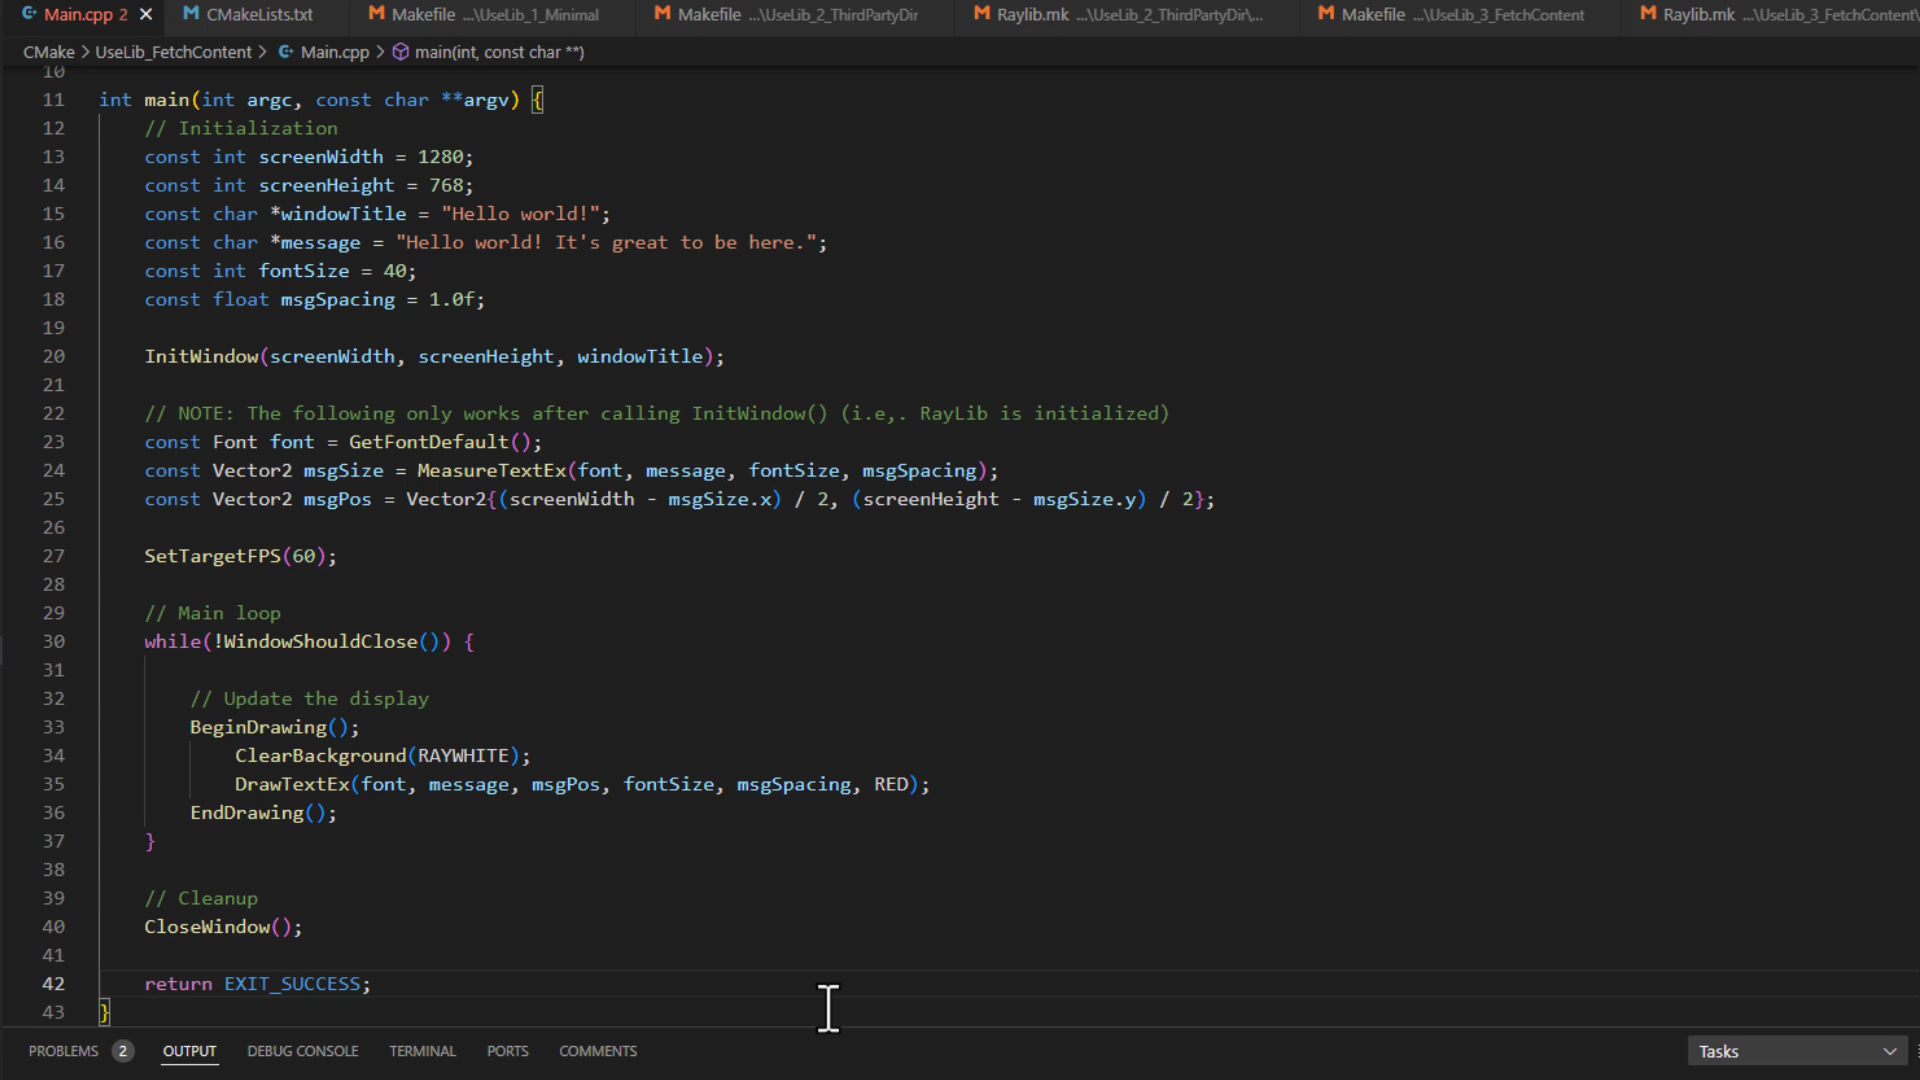 Main.cpp 2 CMakeLists.txt Makefile ...\UseLib_1_Minimal Makefile ...\UseLib_2_ThirdPartyDir Raylib.mk ...\UseLib_2_ThirdPartyDir\... Makefile ...\UseLib_3_FetchContent Raylib.mk ...\UseLib_3_FetchContent\
CMake > UseLib_FetchContent > Main.cpp > main(int, const char **)
10
11 int main(int argc, const char **argv) {
12 // Initialization
13 const int screenWidth = 1280;
14 const int screenHeight = 768;
15 const char *windowTitle = "Hello world!";
16 const char *message = "Hello world! It's great to be here.";
17 const int fontSize = 40;
18 const float msgSpacing = 1.0f;
19
20 InitWindow(screenWidth, screenHeight, windowTitle);
21
22 // NOTE: The following only works after calling InitWindow() (i.e,. RayLib is initialized)
23 const Font font = GetFontDefault();
24 const Vector2 msgSize = MeasureTextEx(font, message, fontSize, msgSpacing);
25 const Vector2 msgPos = Vector2{(screenWidth - msgSize.x) / 2, (screenHeight - msgSize.y) / 2};
26
27 SetTargetFPS(60);
28
29 // Main loop
30 while(!WindowShouldClose()) {
31
32 // Update the display
33 BeginDrawing();
34 ClearBackground(RAYWHITE);
35 DrawTextEx(font, message, msgPos, fontSize, msgSpacing, RED);
36 EndDrawing();
37 }
38
39 // Cleanup
40 CloseWindow();
41
42 return EXIT_SUCCESS;
43 }
PROBLEMS 2 OUTPUT DEBUG CONSOLE TERMINAL PORTS COMMENTS Tasks